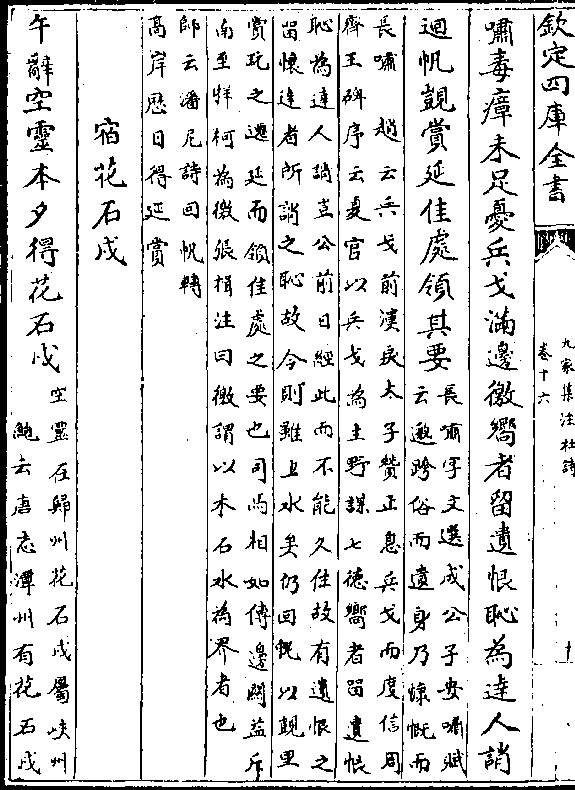 欽定四庫全書
九家集注杜詩
卷十六
嘯毒瘴未足憂兵戈滿邊徼嚮者留遺恨恥為達人誚
迴帆覬賞延佳處領其要
長嘯字文選成公子安嘯賦
云邈跨俗而遺身乃慷慨而
長嘯趙云兵戈前漢戾太子贊正息兵戈而度信周
齊王碑序云夏官以兵戈為主野謀七徳嚮者留遺恨
恥為達人誚豈公前日經此而不能久住故有遺恨之
留懐達者所誚之恥故今則雖上水矣仍回帆以覬里
賞玩之遷延而領佳處之要也司馬相如傳邊關益斥
南至牂柯為徼張揖注曰徼謂以木石水為界者也
師云潘尼詩回帆轉
高岸歴日得延賞
宿花石戍
午辭空靈本夕得花石戍
空靈在歸州花石戍屬峽州
鮑云唐志潭州有花石戍